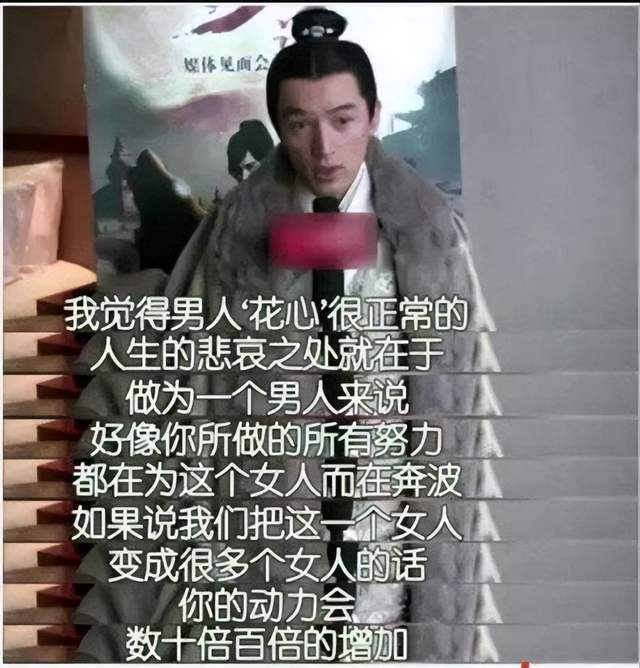 媒体见面会
我觉得男人‘花心’很正常的
人生的悲哀之处就在于
做为一个男人来说
好像你所做的所有努力
都在为这个女人而在奔波
如果说我们把这一个女人
变成很多个女人的话
你的动力会
数十倍百倍的增加